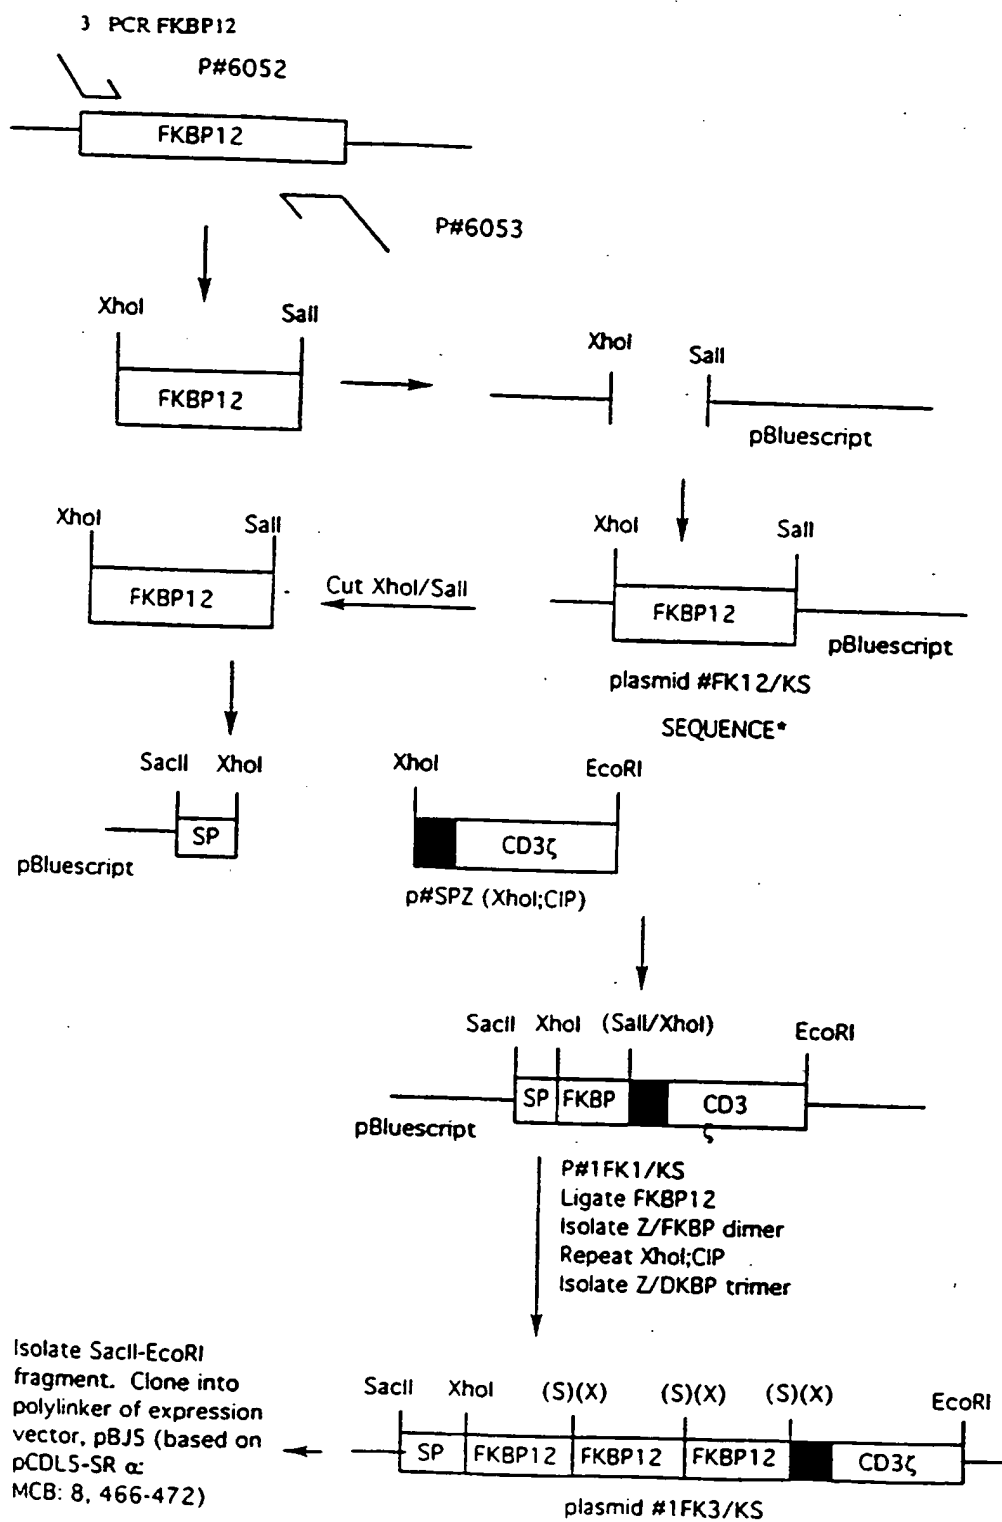 3 PCR FKBP12
P#6052
FKBP12
P#6053
XhoI SalI
FKBP12
XhoI SalI
pBluescript
XhoI SalI
FKBP12
Cut XhoI/SalI
XhoI SalI
FKBP12
pBluescript
plasmid #FK12/KS
SEQUENCE*
SacII XhoI
SP
pBluescript
XhoI EcoRI
CD3ζ
p#SPZ (XhoI;CIP)
SacII XhoI (SalI/XhoI) EcoRI
SP FKBP CD3
ζ
pBluescript
P#1FK1/KS
Ligate FKBP12
Isolate Z/FKBP dimer
Repeat XhoI;CIP
Isolate Z/DKBP trimer
Isolate SacII-EcoRI
fragment. Clone into
polylinker of expression
vector, pBJ5 (based on
pCDL5-SR α:
MCB: 8, 466-472)
SacII XhoI (S)(X) (S)(X) (S)(X) EcoRI
SP FKBP12 FKBP12 FKBP12 CD3ζ
plasmid #1FK3/KS